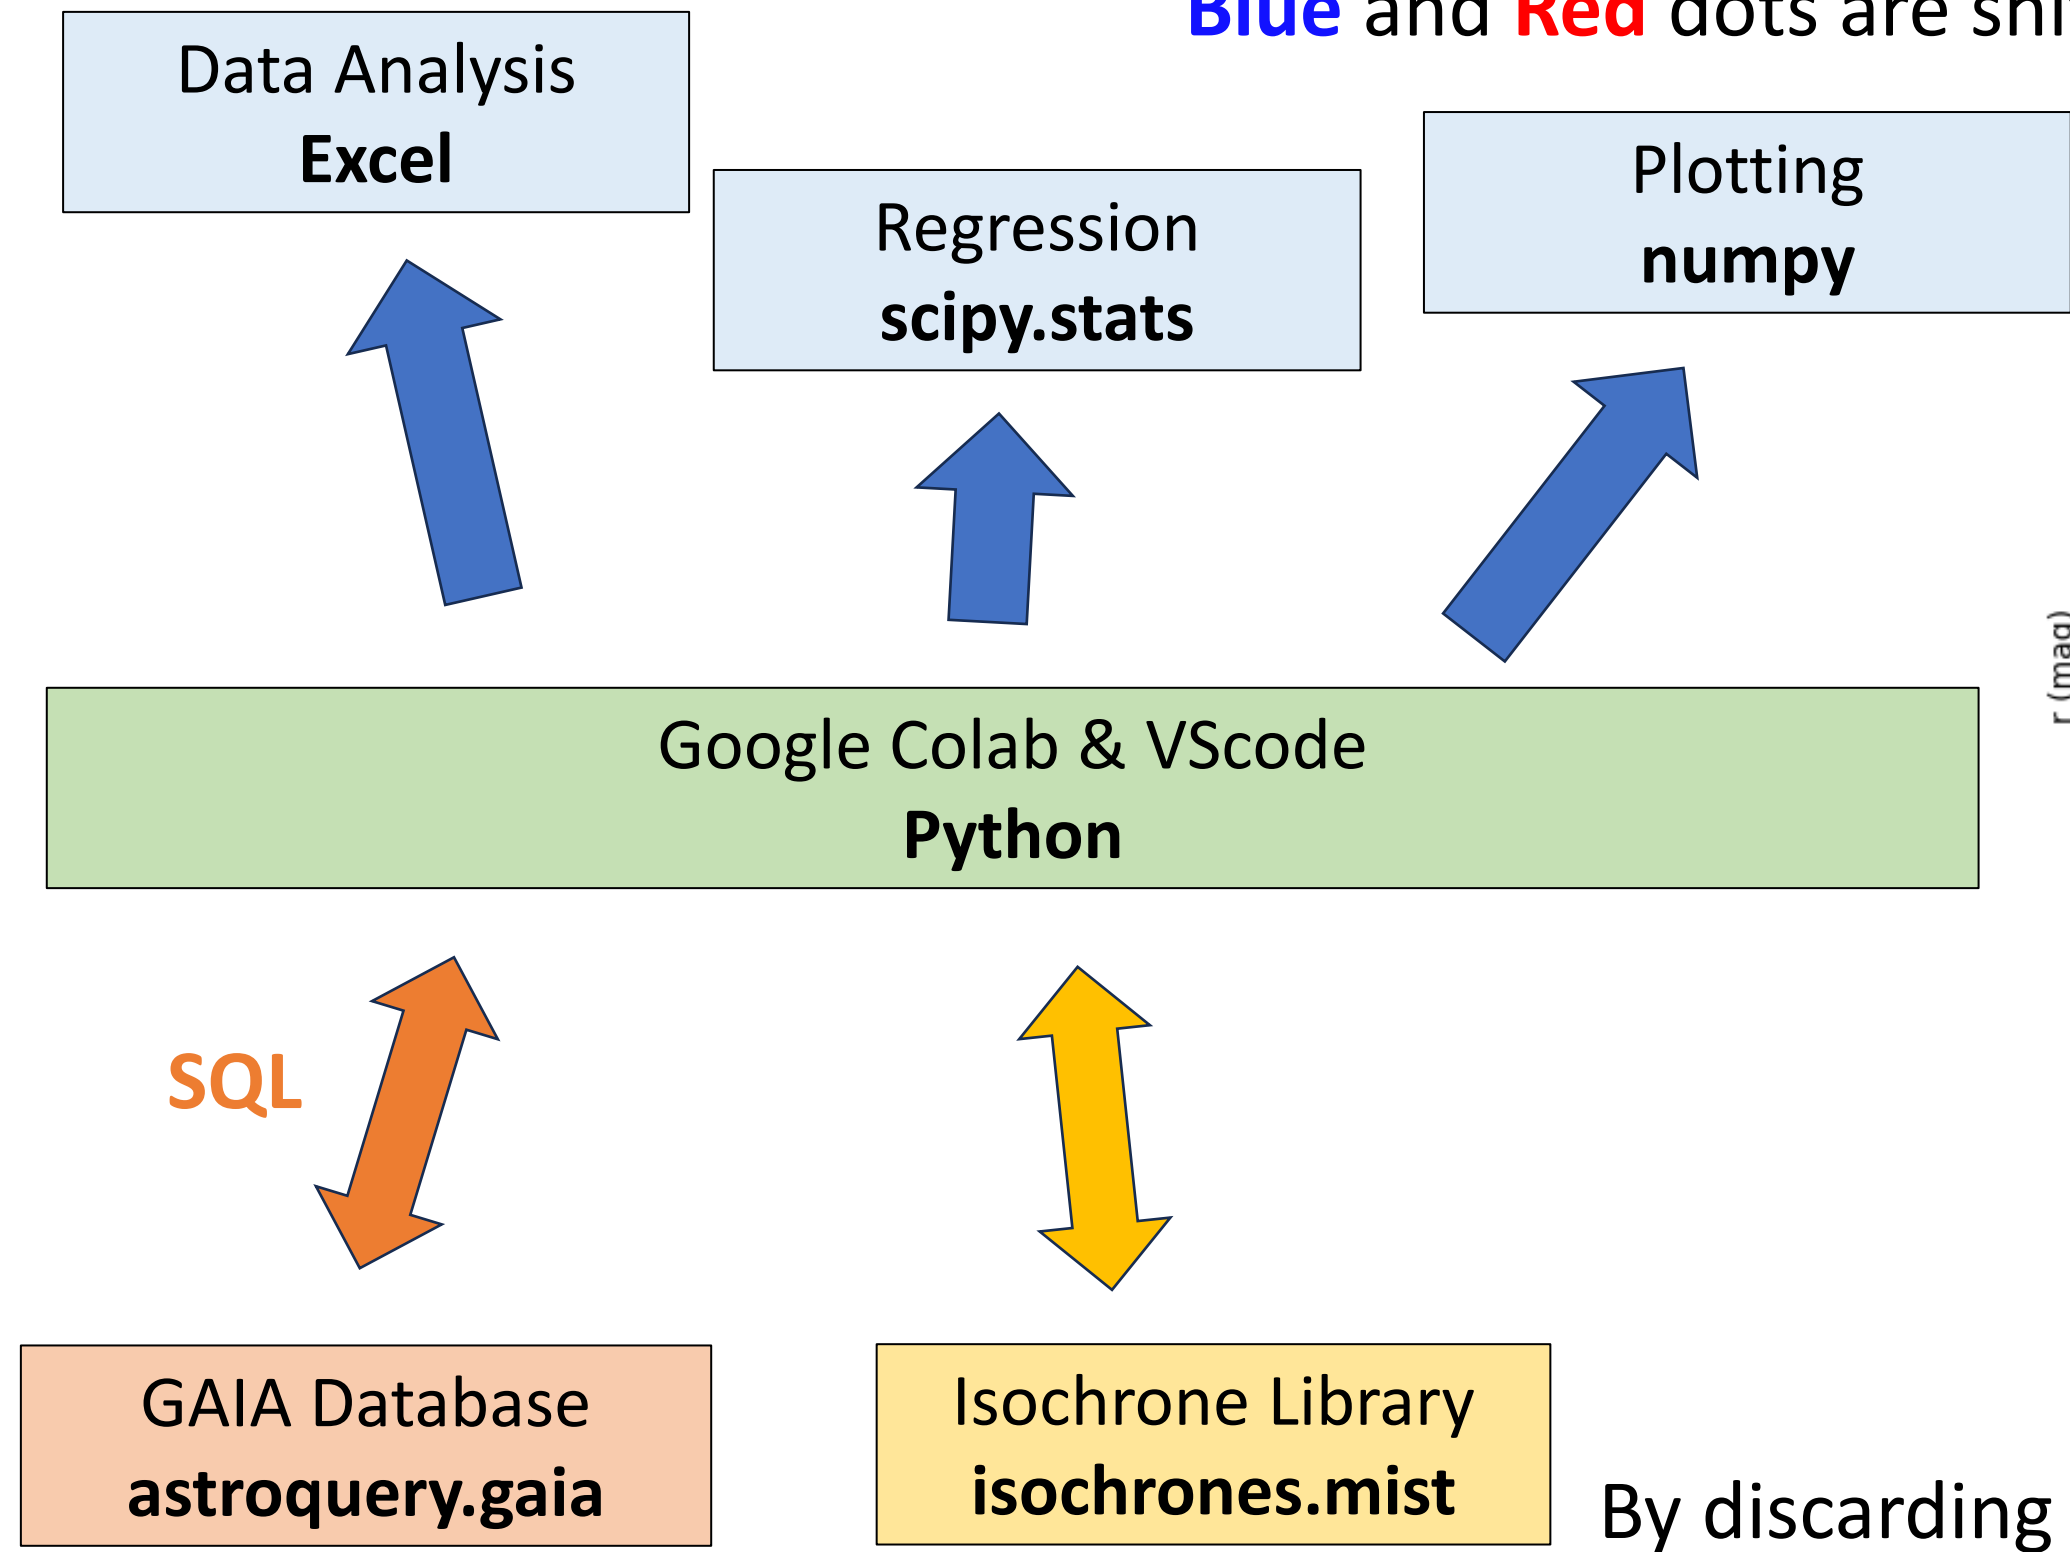 Blue and Red dots are
Data Analysis
Excel
Regression
scipy.stats
Plotting
numpy
r (mag)
Google Colab & VScode
Python
SQL
GAIA Database
astroquery.gaia
Isochrone Library
isochrones.mist
By discarding